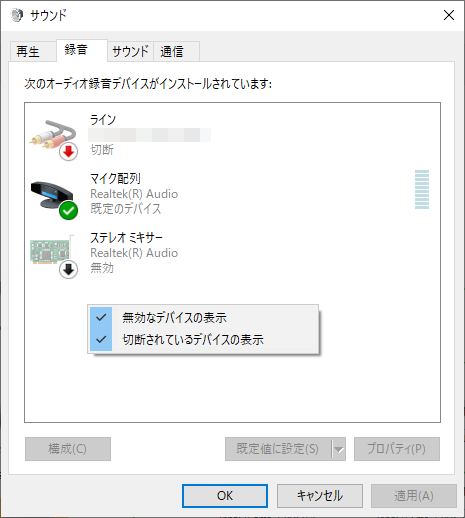 サウンド
再生
録音
サウンド
通信
次のオーディオ録音デバイスがインストールされています:
ライン
切断
マイク配列
Realtek(R) Audio
既定のデバイス
ステレオ ミキサー
Realtek(R) Audio
無効
無効なデバイスの表示
切断されているデバイスの表示
構成(C)
既定値に設定(S)
プロパティ(P)
OK
キャンセル
適用(A)